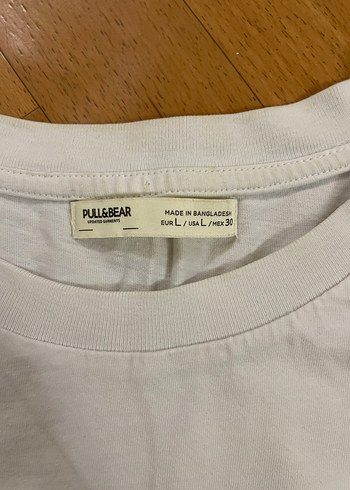 PULL&BEAR
UPDATED GARMENTS
MADE IN BANGLADESH
EUR L / USA L / MEX 30